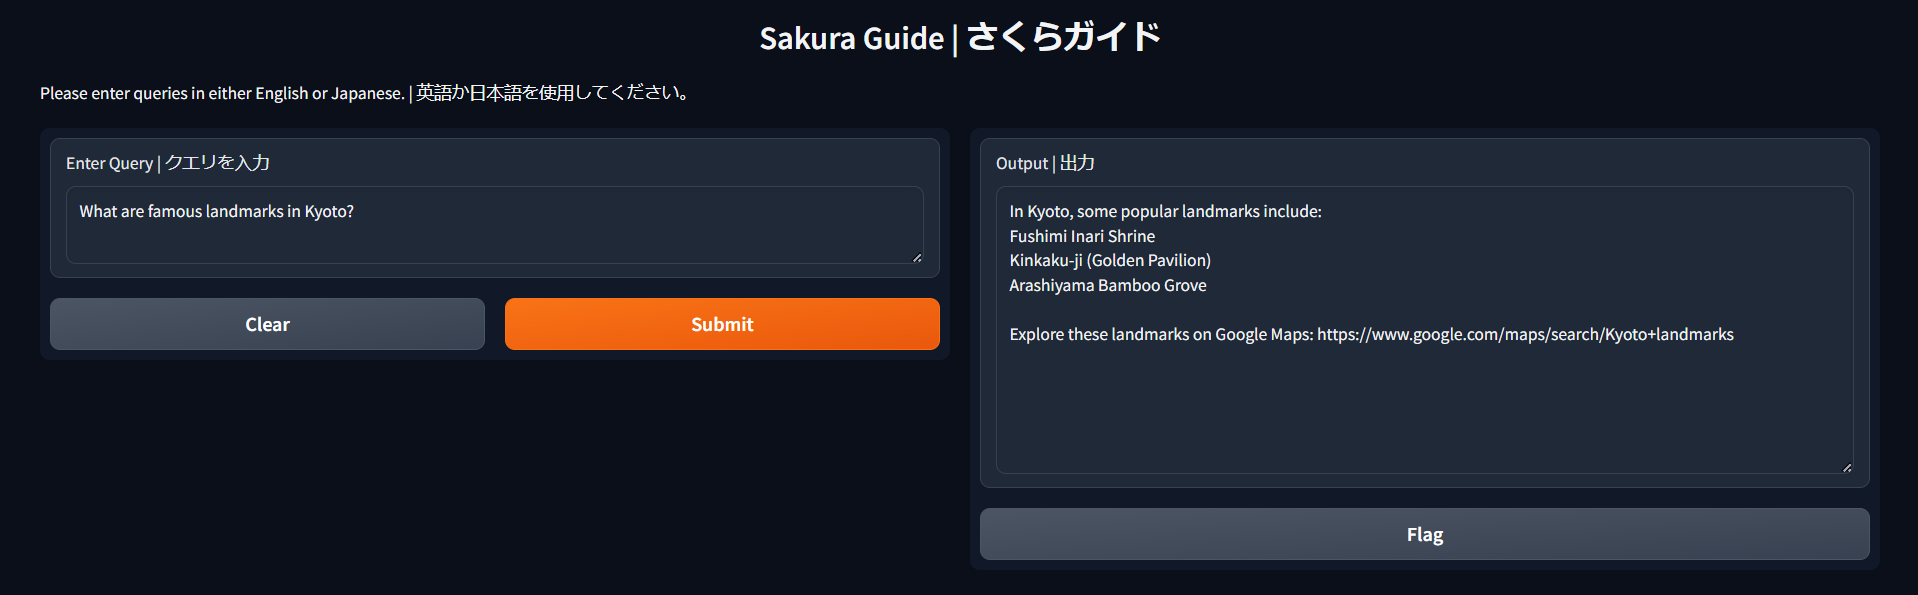 Sakura Guide | さくらガイド
Please enter queries in either English or Japanese. | 英語か日本語を使用してください。
Enter Query | クエリを入力
What are famous landmarks in Kyoto?
Clear
Submit
Output | 出力
In Kyoto, some popular landmarks include:
Fushimi Inari Shrine
Kinkaku-ji (Golden Pavilion)
Arashiyama Bamboo Grove
Explore these landmarks on Google Maps: https://www.google.com/maps/search/Kyoto+landmarks
Flag